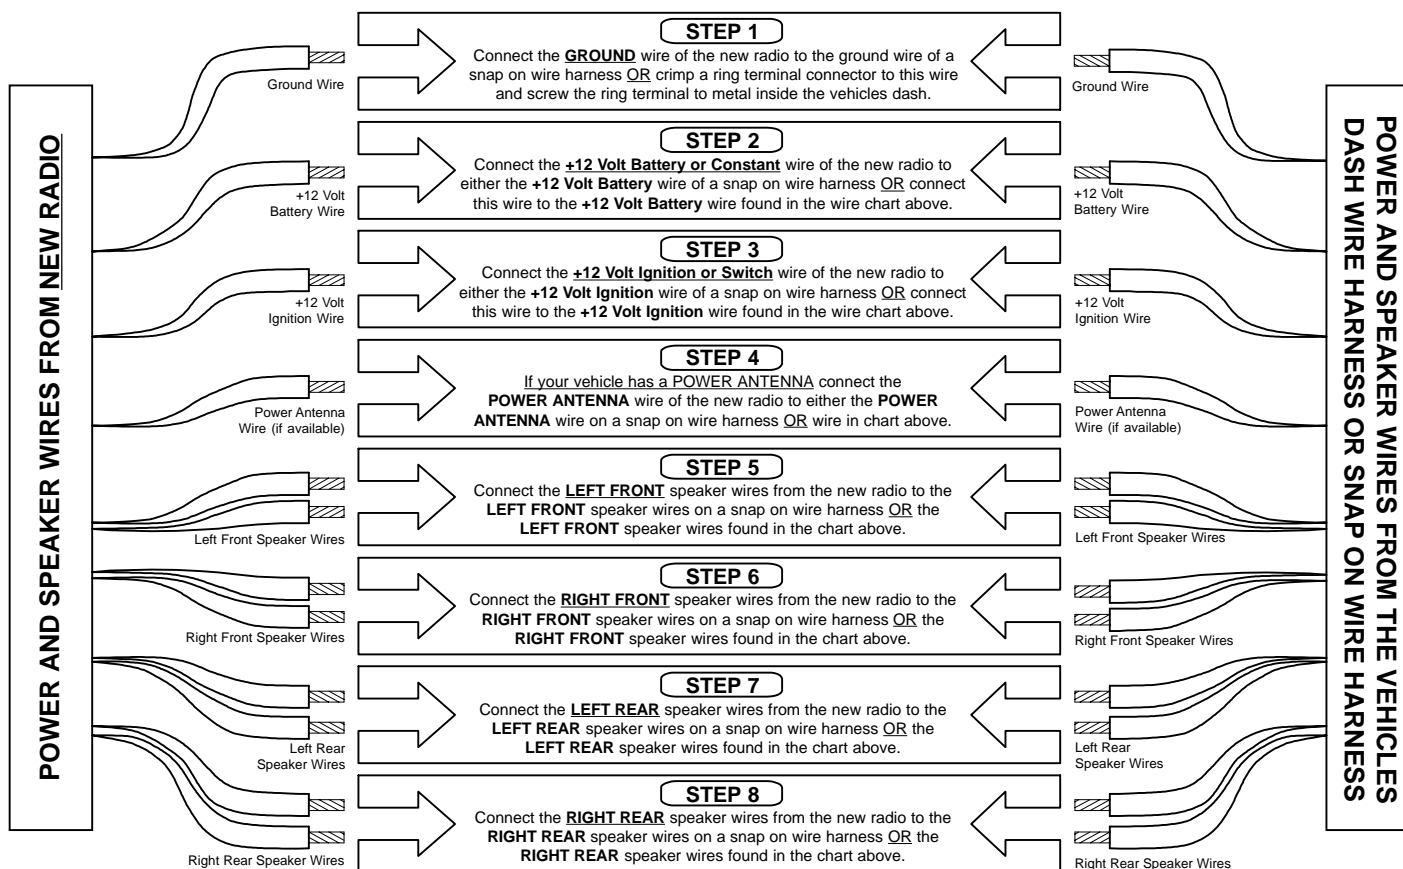 POWER AND SPEAKER WIRES FROM NEW RADIO
STEP 1
Connect the GROUND wire of the new radio to the ground wire of a
snap on wire harness OR crimp a ring terminal connector to this wire
and screw the ring terminal to metal inside the vehicles dash.
Ground Wire
Ground Wire
STEP 2
Connect the +12 Volt Battery or Constant wire of the new radio to
either the +12 Volt Battery wire of a snap on wire harness OR connect
this wire to the +12 Volt Battery wire found in the wire chart above.
+12 Volt
Battery Wire
+12 Volt
Battery Wire
STEP 3
Connect the +12 Volt Ignition or Switch wire of the new radio to
either the +12 Volt Ignition wire of a snap on wire harness OR connect
this wire to the +12 Volt Ignition wire found in the wire chart above.
+12 Volt
Ignition Wire
+12 Volt
Ignition Wire
STEP 4
If your vehicle has a POWER ANTENNA connect the
POWER ANTENNA wire of the new radio to either the POWER
ANTENNA wire on a snap on wire harness OR wire in chart above.
Power Antenna
Wire (if available)
Power Antenna
Wire (if available)
STEP 5
Connect the LEFT FRONT speaker wires from the new radio to the
LEFT FRONT speaker wires on a snap on wire harness OR the
LEFT FRONT speaker wires found in the chart above.
Left Front Speaker Wires
Left Front Speaker Wires
STEP 6
Connect the RIGHT FRONT speaker wires from the new radio to the
RIGHT FRONT speaker wires on a snap on wire harness OR the
RIGHT FRONT speaker wires found in the chart above.
Right Front Speaker Wires
Right Front Speaker Wires
STEP 7
Connect the LEFT REAR speaker wires from the new radio to the
LEFT REAR speaker wires on a snap on wire harness OR the
LEFT REAR speaker wires found in the chart above.
Left Rear
Speaker Wires
Left Rear
Speaker Wires
STEP 8
Connect the RIGHT REAR speaker wires from the new radio to the
RIGHT REAR speaker wires on a snap on wire harness OR the
RIGHT REAR speaker wires found in the chart above.
Right Rear Speaker Wires
Right Rear Speaker Wires
POWER AND SPEAKER WIRES FROM THE VEHICLES
DASH WIRE HARNESS OR SNAP ON WIRE HARNESS